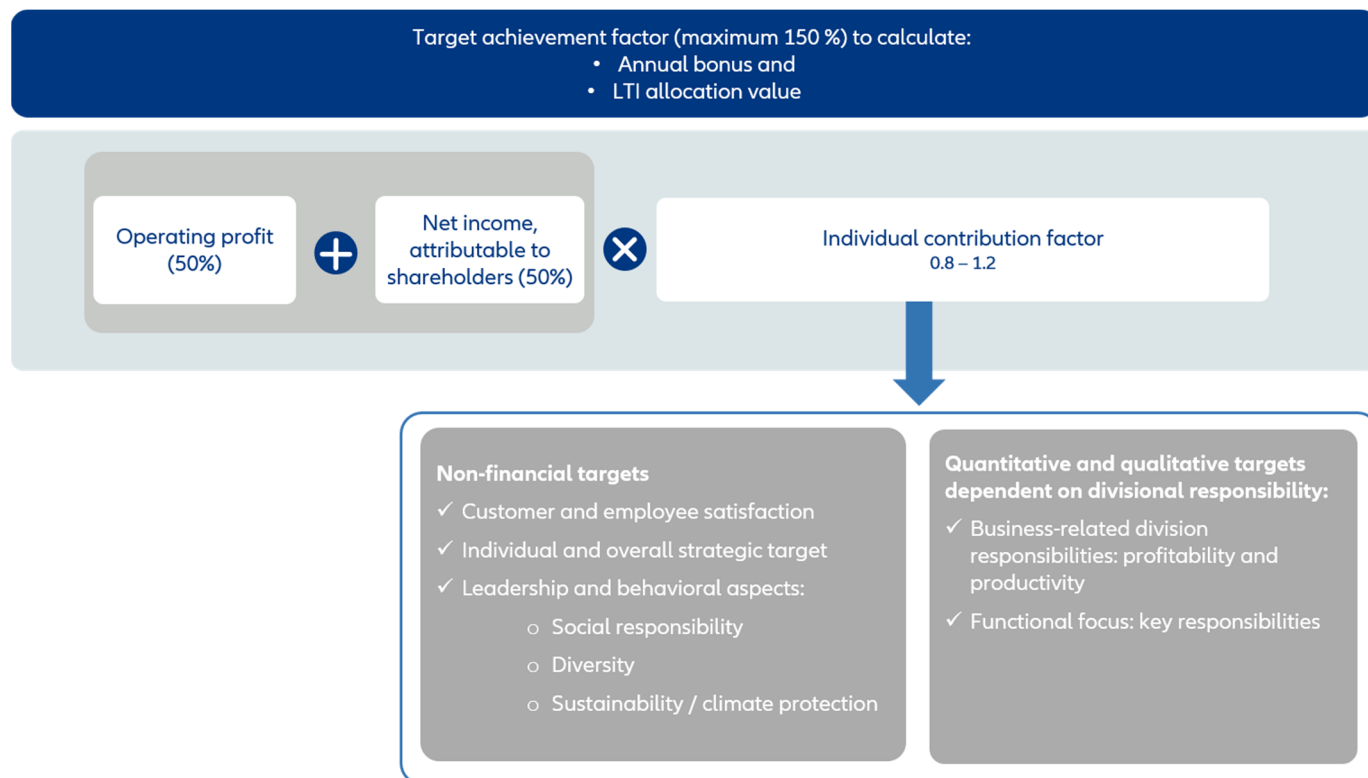 Target achievement factor (maximum 150 %) to calculate:
• Annual bonus and
• LTI allocation value
Operating profit
(50%)
Net income,
attributable to
shareholders (50%)
Individual contribution factor
0.8 – 1.2
Non-financial targets
✓ Customer and employee satisfaction
✓ Individual and overall strategic target
✓ Leadership and behavioral aspects:
o Social responsibility
o Diversity
o Sustainability / climate protection
Quantitative and qualitative targets
dependent on divisional responsibility:
✓ Business-related division
responsibilities: profitability and
productivity
✓ Functional focus: key responsibilities